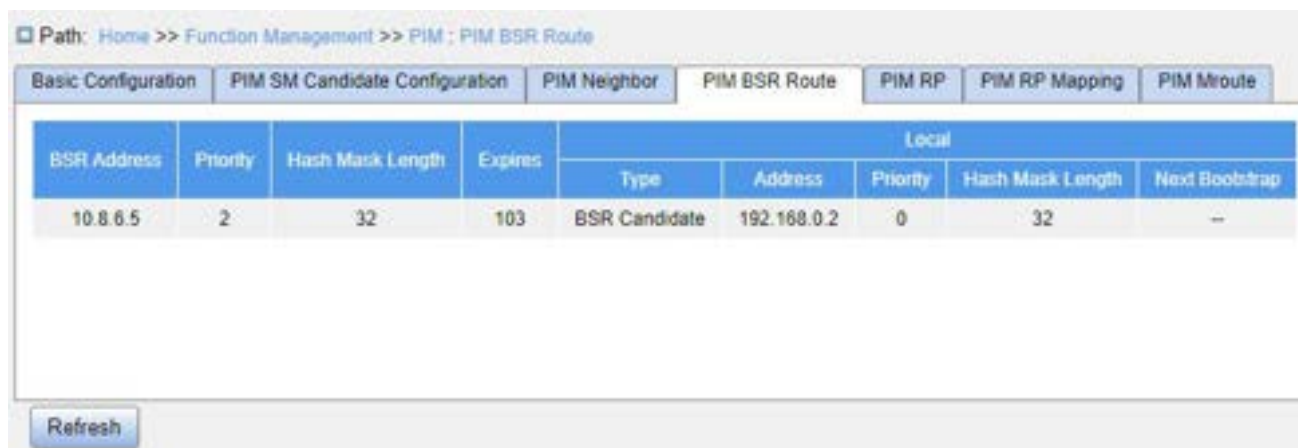 Path: Home >> Function Management >> PIM : PIM BSR Route
Basic Configuration PIM SM Candidate Configuration PIM Neighbor PIM BSR Route PIM RP PIM RP Mapping PIM Mroute
BSR Address Priority Hash Mask Length Expires Local
Type Address Priority Hash Mask Length Next Bootstrap
10.8.6.5 2 32 103 BSR Candidate 192.168.0.2 0 32 --
Refresh